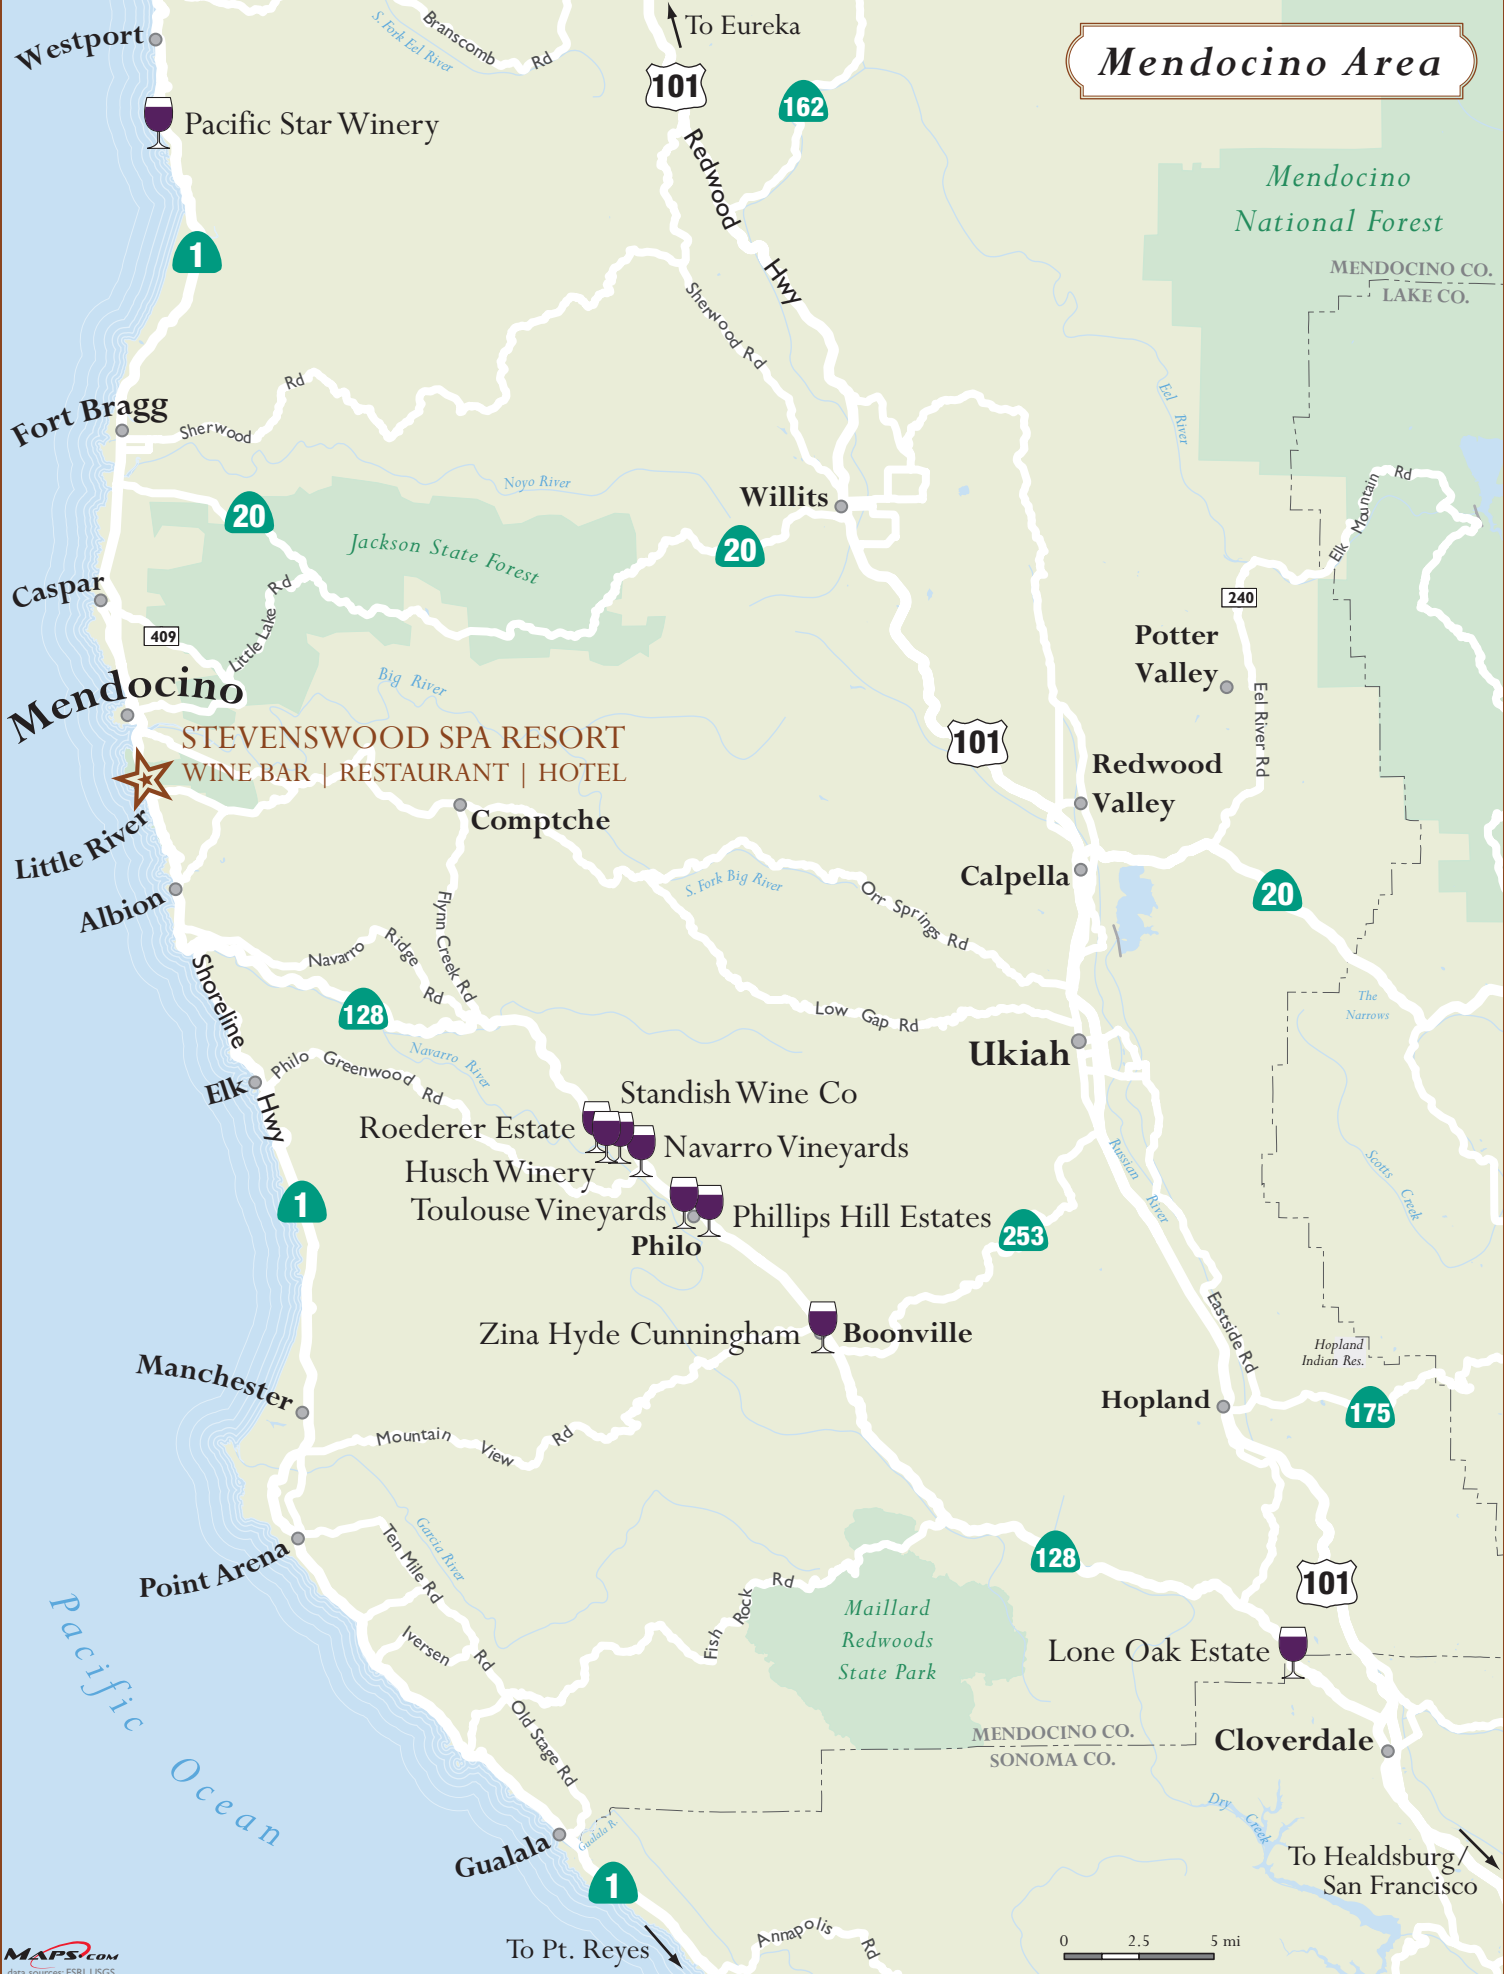 Westport
S. Fork Eel River
Branscomb Rd
To Eureka
Mendocino Area
101
162
Pacific Star Winery
Redwood Hwy
Mendocino
National Forest
1
MENDOCINO CO.
LAKE CO.
Sherwood Rd
Fort Bragg
Sherwood Rd
Eel River
Noyo River
Willits
20
20
Jackson State Forest
Elk Mountain Rd
Caspar
Little Lake Rd
409
240
Potter
Valley
Mendocino
Big River
Eel River Rd
STEVENSWOOD SPA RESORT
WINE BAR | RESTAURANT | HOTEL
101
Redwood
Valley
Little River
Comptche
Calpella
S. Fork Big River
Orr Springs Rd
20
Albion
Flynn Creek Rd
Navarro Ridge Rd
Shoreline Hwy
128
The
Narrows
Low Gap Rd
Ukiah
Navarro River
Philo Greenwood Rd
Elk
Standish Wine Co
Roederer Estate
Navarro Vineyards
Husch Winery
Russian River
Scotts Creek
1
Toulouse Vineyards
Phillips Hill Estates
253
Philo
Zina Hyde Cunningham
Boonville
Eastside Rd
Hopland
Indian Res.
Manchester
Hopland
175
Mountain View Rd
Garcia River
Ten Mile Rd
Point Arena
128
101
Fish Rock Rd
Maillard
Redwoods
State Park
Iversen Rd
Lone Oak Estate
Pacific Ocean
Old Stage Rd
MENDOCINO CO.
SONOMA CO.
Cloverdale
Dry Creek
Gualala R.
Gualala
To Healdsburg/
San Francisco
1
Annapolis Rd
To Pt. Reyes
0 2.5 5 mi
MAPS.COM
data sources: ESRI, USGS